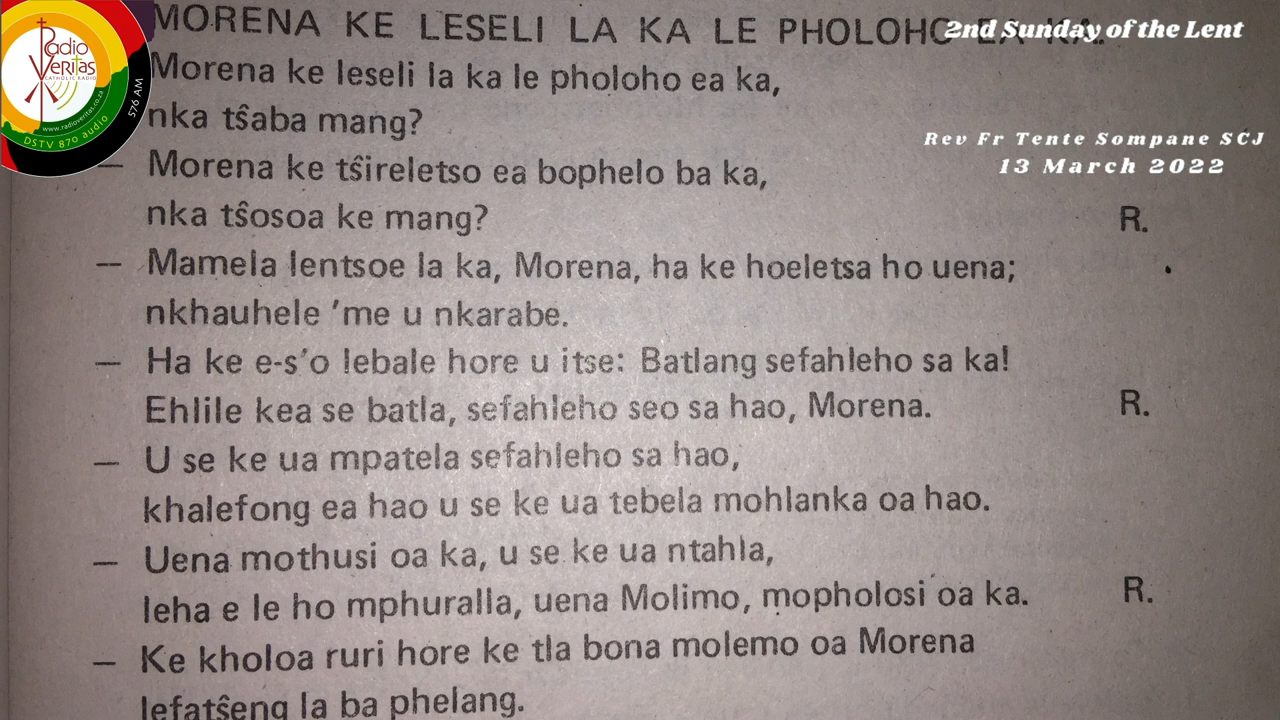 MORENA KE LESELI LA KA LE PHOLOHO EA KA.
2nd Sunday of the Lent
Radio
Veritas
CATHOLIC RADIO
www.radioveritas.co.za
DSTV 870 audio
576 AM
Rev Fr Tente Sompane SCJ
13 March 2022
Morena ke leseli la ka le pholoho ea ka,
nka tŝaba mang?
— Morena ke tŝireletso ea bophelo ba ka,
nka tŝosoa ke mang? R.
— Mamela lentsoe la ka, Morena, ha ke hoeletsa ho uena;
nkhauhele ’me u nkarabe.
— Ha ke e-s’o lebale hore u itse: Batlang sefahleho sa ka!
Ehlile kea se batla, sefahleho seo sa hao, Morena. R.
— U se ke ua mpatela sefahleho sa hao,
khalefong ea hao u se ke ua tebela mohlanka oa hao.
— Uena mothusi oa ka, u se ke ua ntahla,
leha e le ho mphuralla, uena Molimo, mopholosi oa ka. R.
— Ke kholoa ruri hore ke tla bona molemo oa Morena
lefatŝeng la ba phelang.